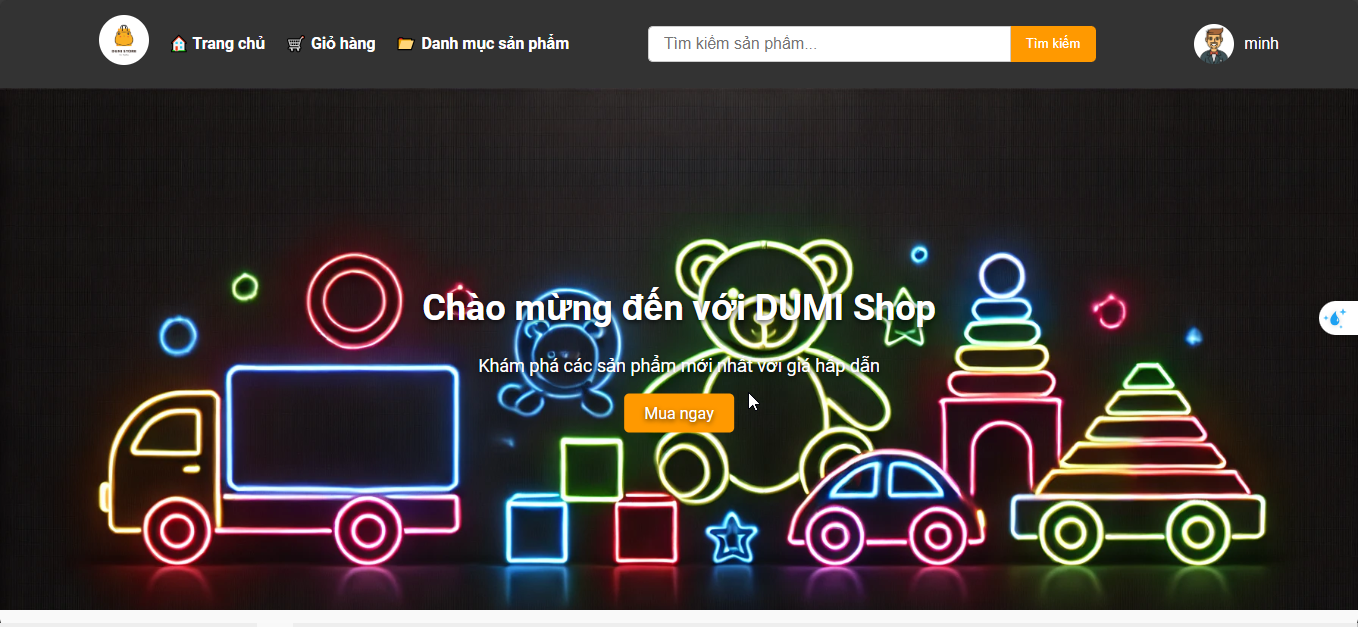 Trang chủ
Giỏ hàng
Danh mục sản phẩm
Tìm kiếm sản phẩm...
Tìm kiếm
minh
Chào mừng đến với DUMI Shop
Khám phá các sản phẩm mới nhất với giá hấp dẫn
Mua ngay